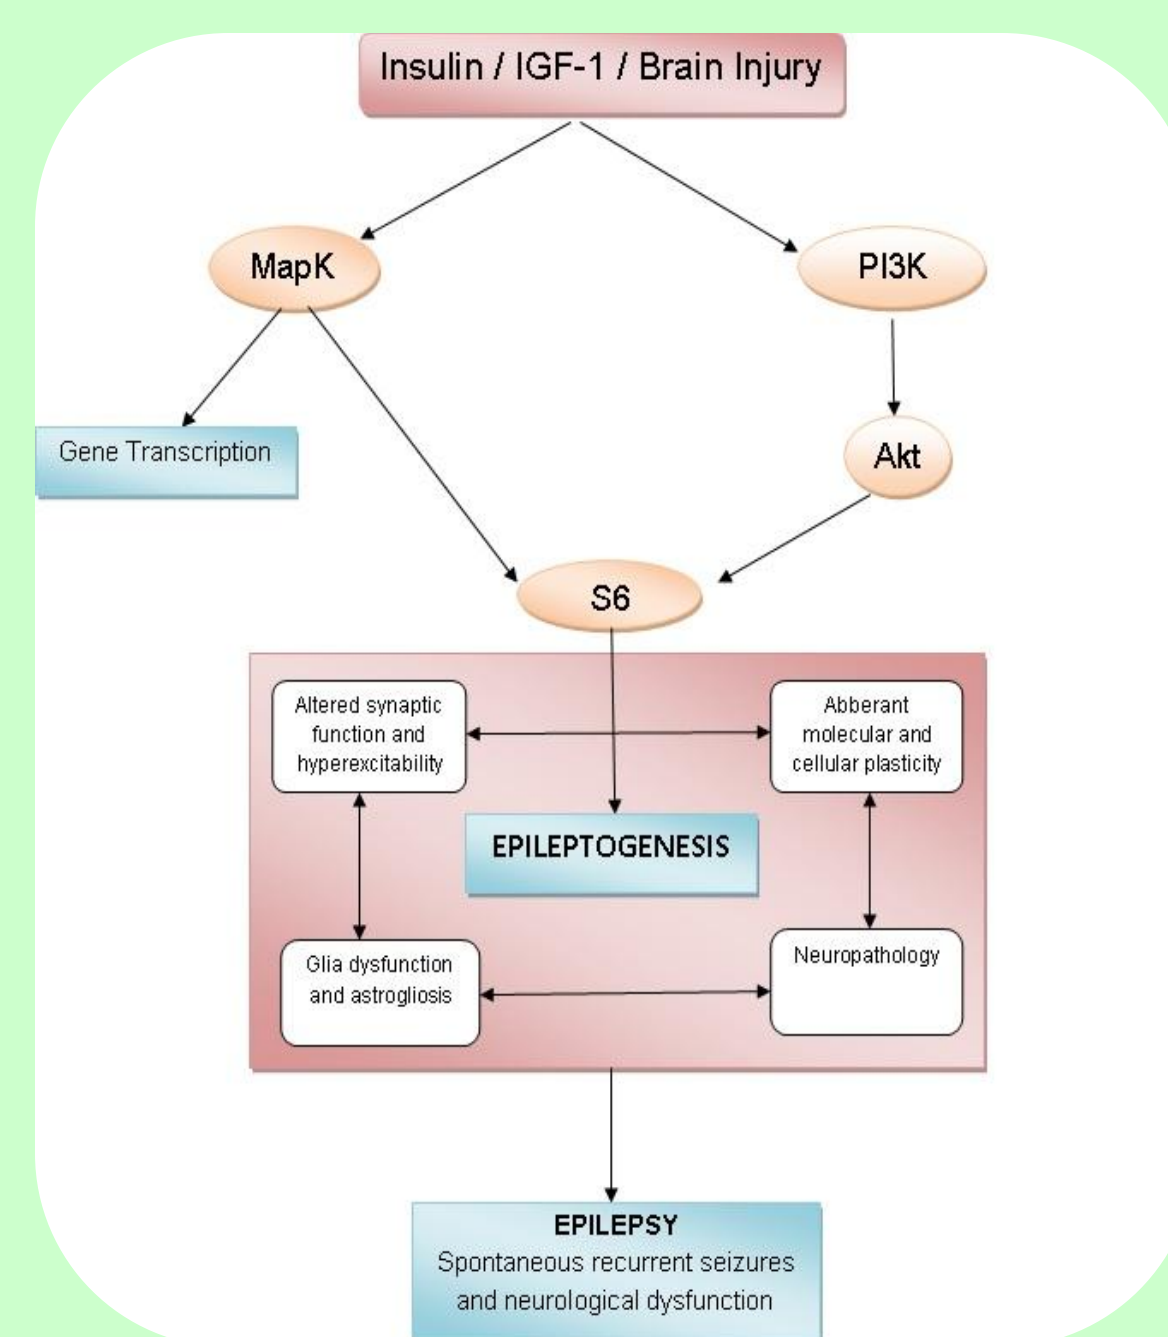 Insulin / IGF-1 / Brain Injury
MapK
PI3K
Gene Transcription
Akt
S6
Altered synaptic
function and
hyperexcitability
Abberant
molecular and
cellular plasticity
EPILEPTOGENESIS
Glia dysfunction
and astrogliosis
Neuropathology
EPILEPSY
Spontaneous recurrent seizures
and neurological dysfunction